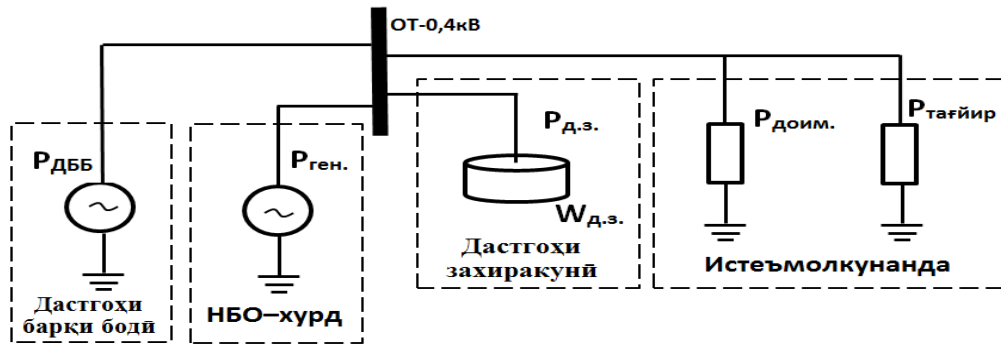 ОТ-0,4кВ
PДББ
Pген.
Pд.з.
Wд.з.
Pдоим.
Pтағйир
Дастгоҳи
барқи бодӣ
НБО–хурд
Дастгоҳи
захиракунӣ
Истеъмолкунанда